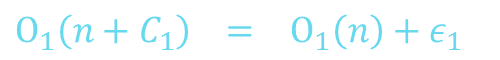 O₁(n + C₁) = O₁(n) + ϵ₁